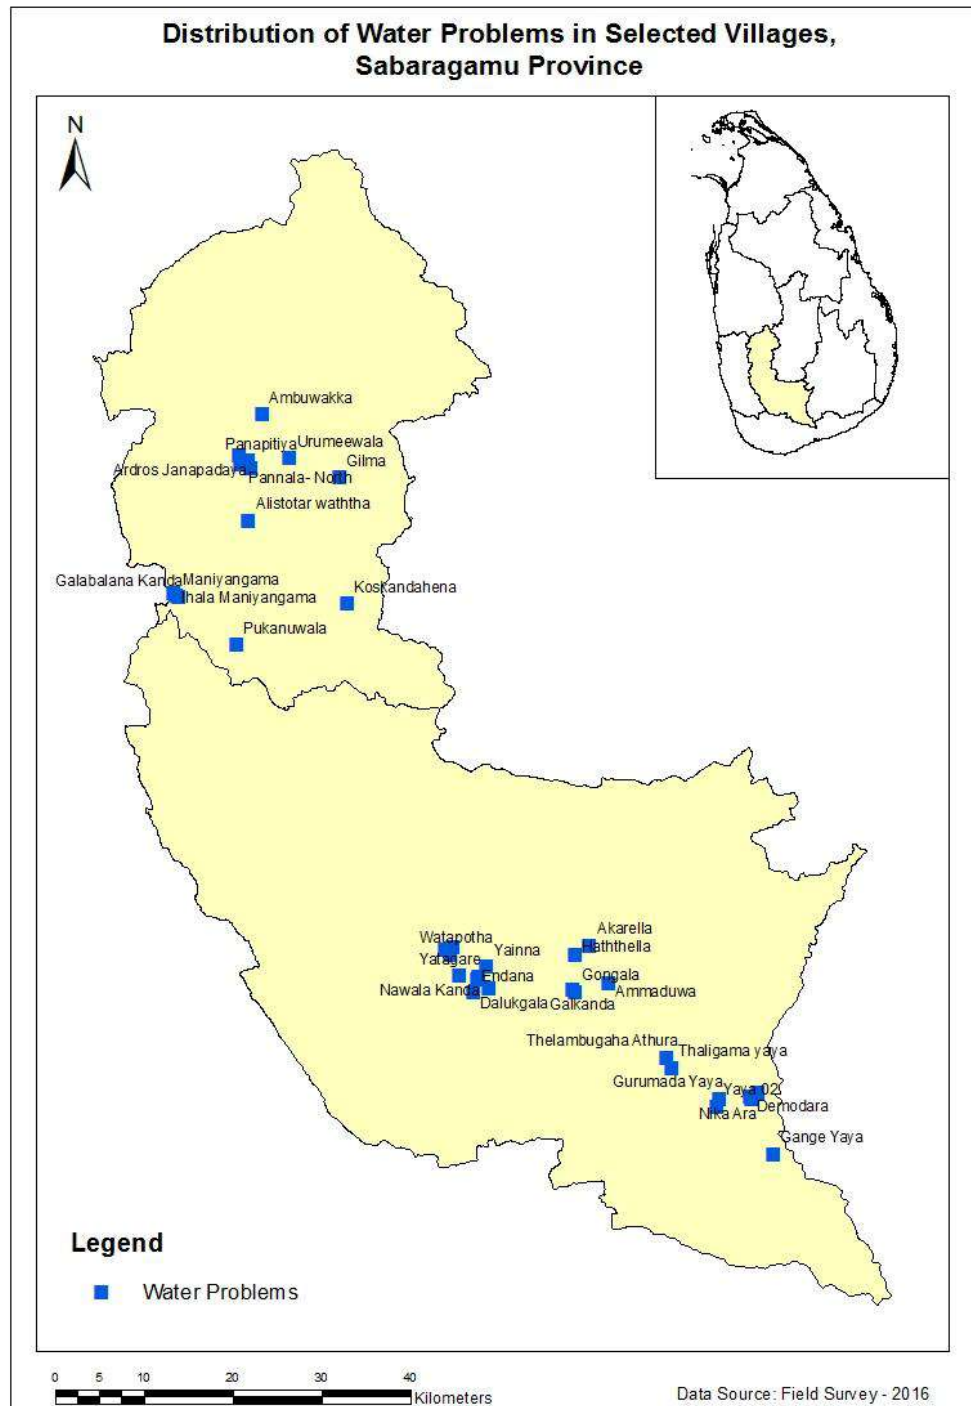 Distribution of Water Problems in Selected Villages,
Sabaragamu Province
N
Ambuwakka
Panapitiya
Urumeewala
Ardros Janapadaya
Pannala- North
Gilma
Alistotar waththa
Galabalana Kanda
Maniyangama
Ihala Maniyangama
Koskandahena
Pukanuwala
Akarella
Haththella
Watapotha
Yainna
Yatagare
Endana
Gongala
Nawala Kanda
Dalukgala
Galkanda
Ammaduwa
Thelambugaha Athura
Thaligama yaya
Gurumada Yaya
Yaya 02
Nika Ara
Demodara
Gange Yaya
Legend
Water Problems
0 5 10 20 30 40
Kilometers
Data Source: Field Survey - 2016